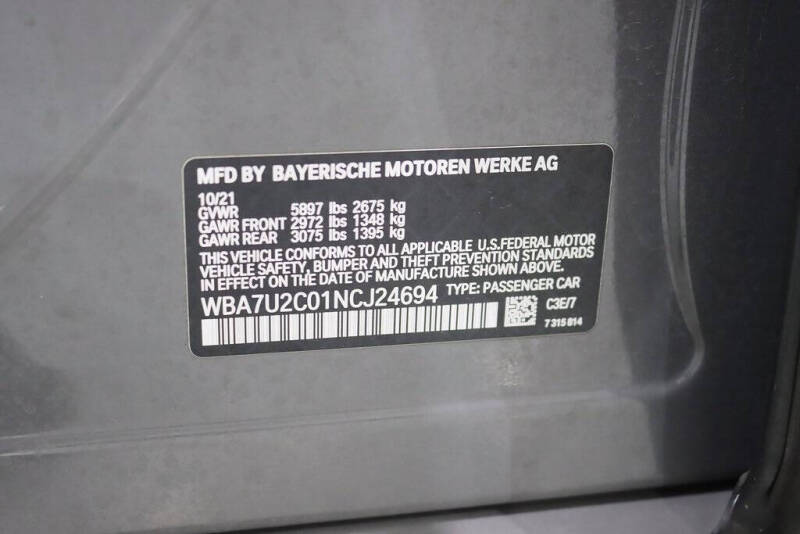 MFD BY BAYERISCHE MOTOREN WERKE AG
10/21
GVWR 5897 lbs 2675 kg
GAWR FRONT 2972 lbs 1348 kg
GAWR REAR 3075 lbs 1395 kg
THIS VEHICLE CONFORMS TO ALL APPLICABLE U.S.FEDERAL MOTOR
VEHICLE SAFETY, BUMPER AND THEFT PREVENTION STANDARDS
IN EFFECT ON THE DATE OF MANUFACTURE SHOWN ABOVE.
WBA7U2C01NCJ24694 TYPE: PASSENGER CAR
C3E/7
7315814